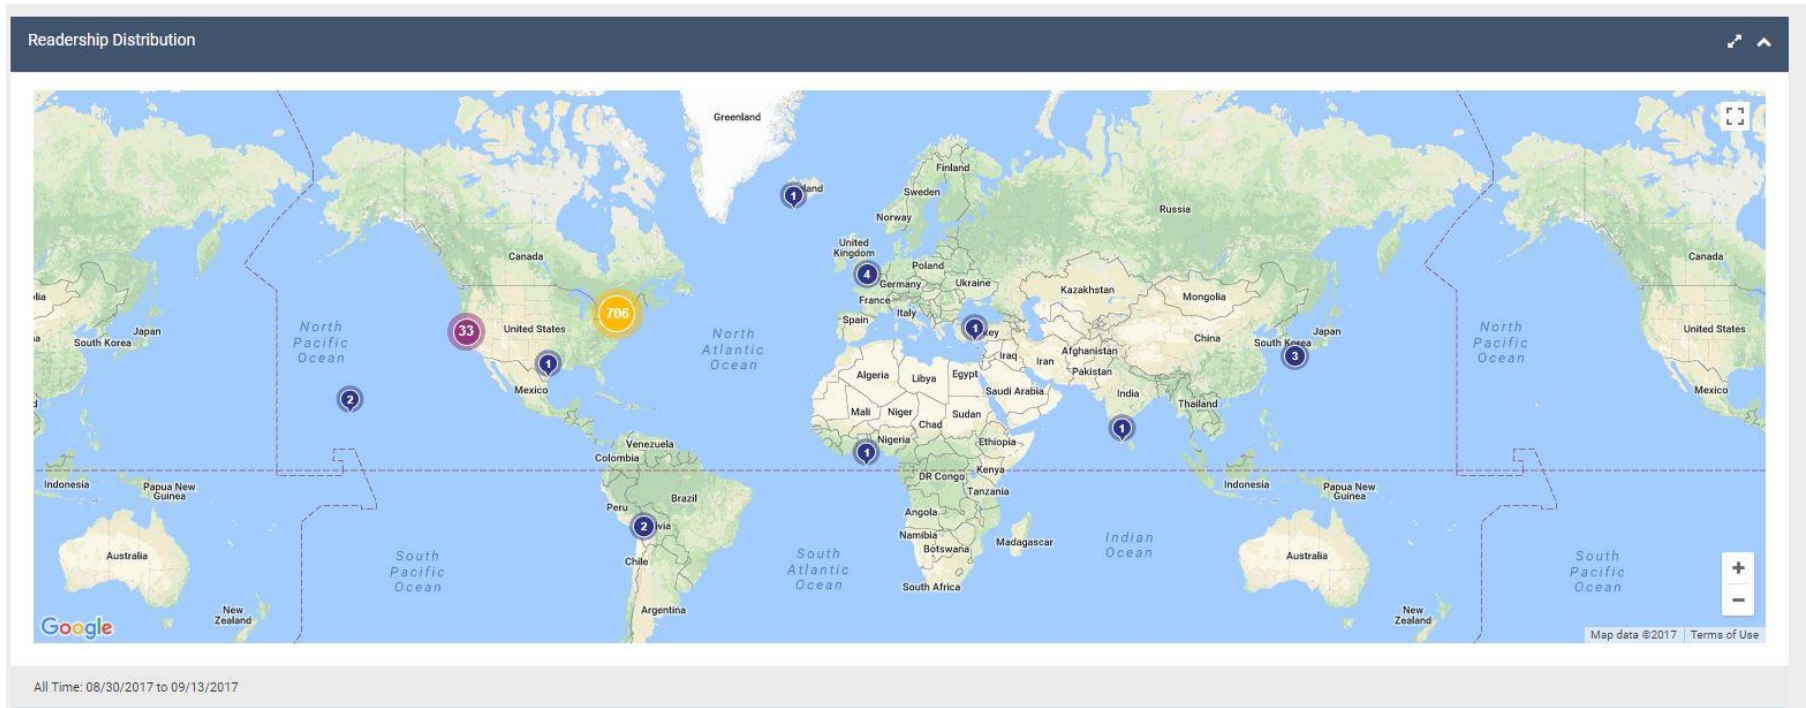 Readership Distribution
Greenland
Finland
Sweden
Norway
Russia
United
Kingdom
Poland
Germany
Ukraine
France
Italy
Spain
Kazakhstan
Mongolia
Canada
Canada
706
33
1
4
1
3
United States
United States
North
Pacific
Ocean
North
Atlantic
Ocean
North
Pacific
Ocean
South Korea
Japan
China
South Korea
Japan
Iraq
Iran
Afghanistan
Pakistan
Algeria
Libya
Egypt
Saudi Arabia
India
Thailand
1
2
Mexico
Mexico
Mali
Niger
Chad
Sudan
Nigeria
Ethiopia
1
1
Venezuela
Colombia
DR Congo
Kenya
Tanzania
Indonesia
Papua New
Guinea
Indonesia
Papua New
Guinea
Peru
Brazil
2
Angola
Namibia
Botswana
Madagascar
South Africa
Chile
Argentina
Australia
Australia
South
Pacific
Ocean
South
Atlantic
Ocean
Indian
Ocean
South
Pacific
Ocean
New
Zealand
New
Zealand
+
−
Google
Map data ©2017
Terms of Use
All Time: 08/30/2017 to 09/13/2017